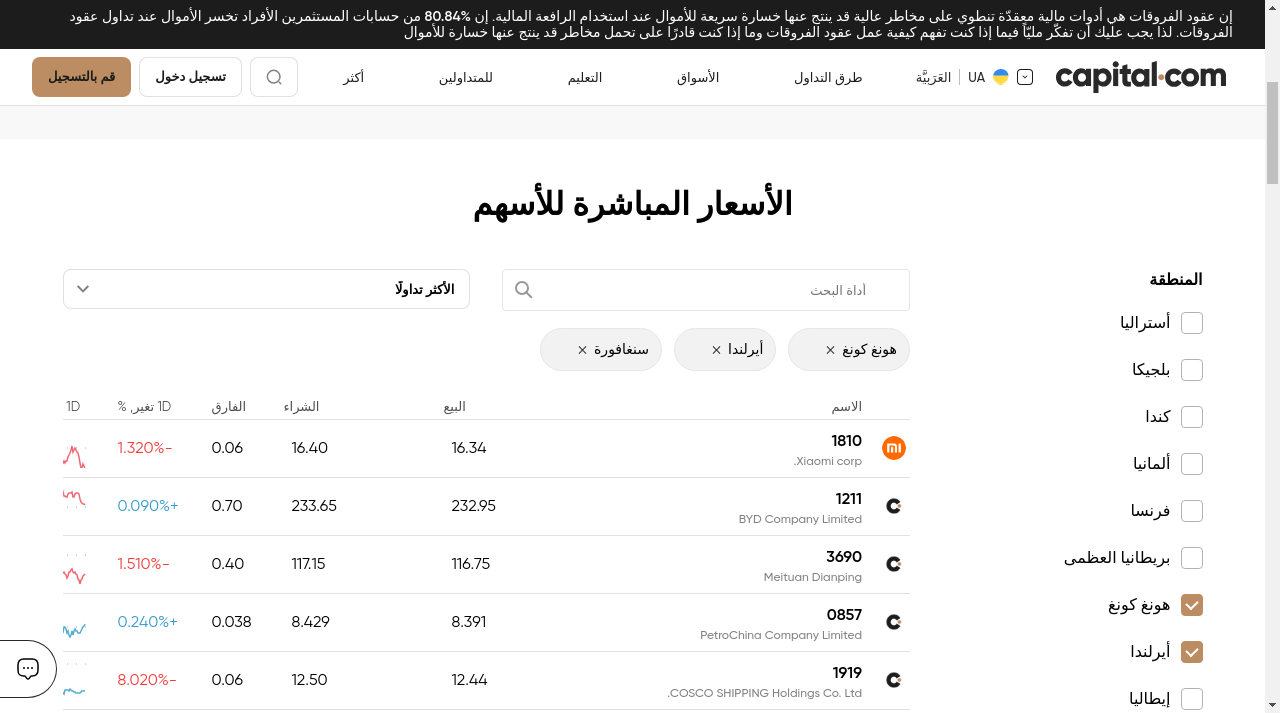 إن عقود الفروقات هي أدوات مالية معقدّة تنطوي على مخاطر عالية قد ينتج عنها خسارة سريعة للأموال عند استخدام الرافعة المالية. إن 80.84% من حسابات المستثمرين الأفراد تخسر الأموال عند تداول عقود
الفروقات. لذا يجب عليك أن تفكّر مليًا فيما إذا كنت تفهم كيفية عمل عقود الفروقات وما إذا كنت قادرًا على تحمل مخاطر قد ينتج عنها خسارة للأموال
capital.com
UA العَرَبيَّة
طرق التداول
الأسواق
التعليم
للمتداولين
أكثر
تسجيل دخول
قم بالتسجيل
الأسعار المباشرة للأسهم
المنطقة
أستراليا
بلجيكا
كندا
ألمانيا
فرنسا
بريطانيا العظمى
هونغ كونغ
أيرلندا
إيطاليا
أداة البحث
الأكثر تداولًا
هونغ كونغ ×
أيرلندا ×
سنغافورة ×
الاسم البيع الشراء الفارق 1D تغير, % 1D
1810 16.34 16.40 0.06 -1.320%
Xiaomi corp.
1211 232.95 233.65 0.70 +0.090%
BYD Company Limited
3690 116.75 117.15 0.40 -1.510%
Meituan Dianping
0857 8.391 8.429 0.038 +0.240%
PetroChina Company Limited
1919 12.44 12.50 0.06 -8.020%
COSCO SHIPPING Holdings Co. Ltd.